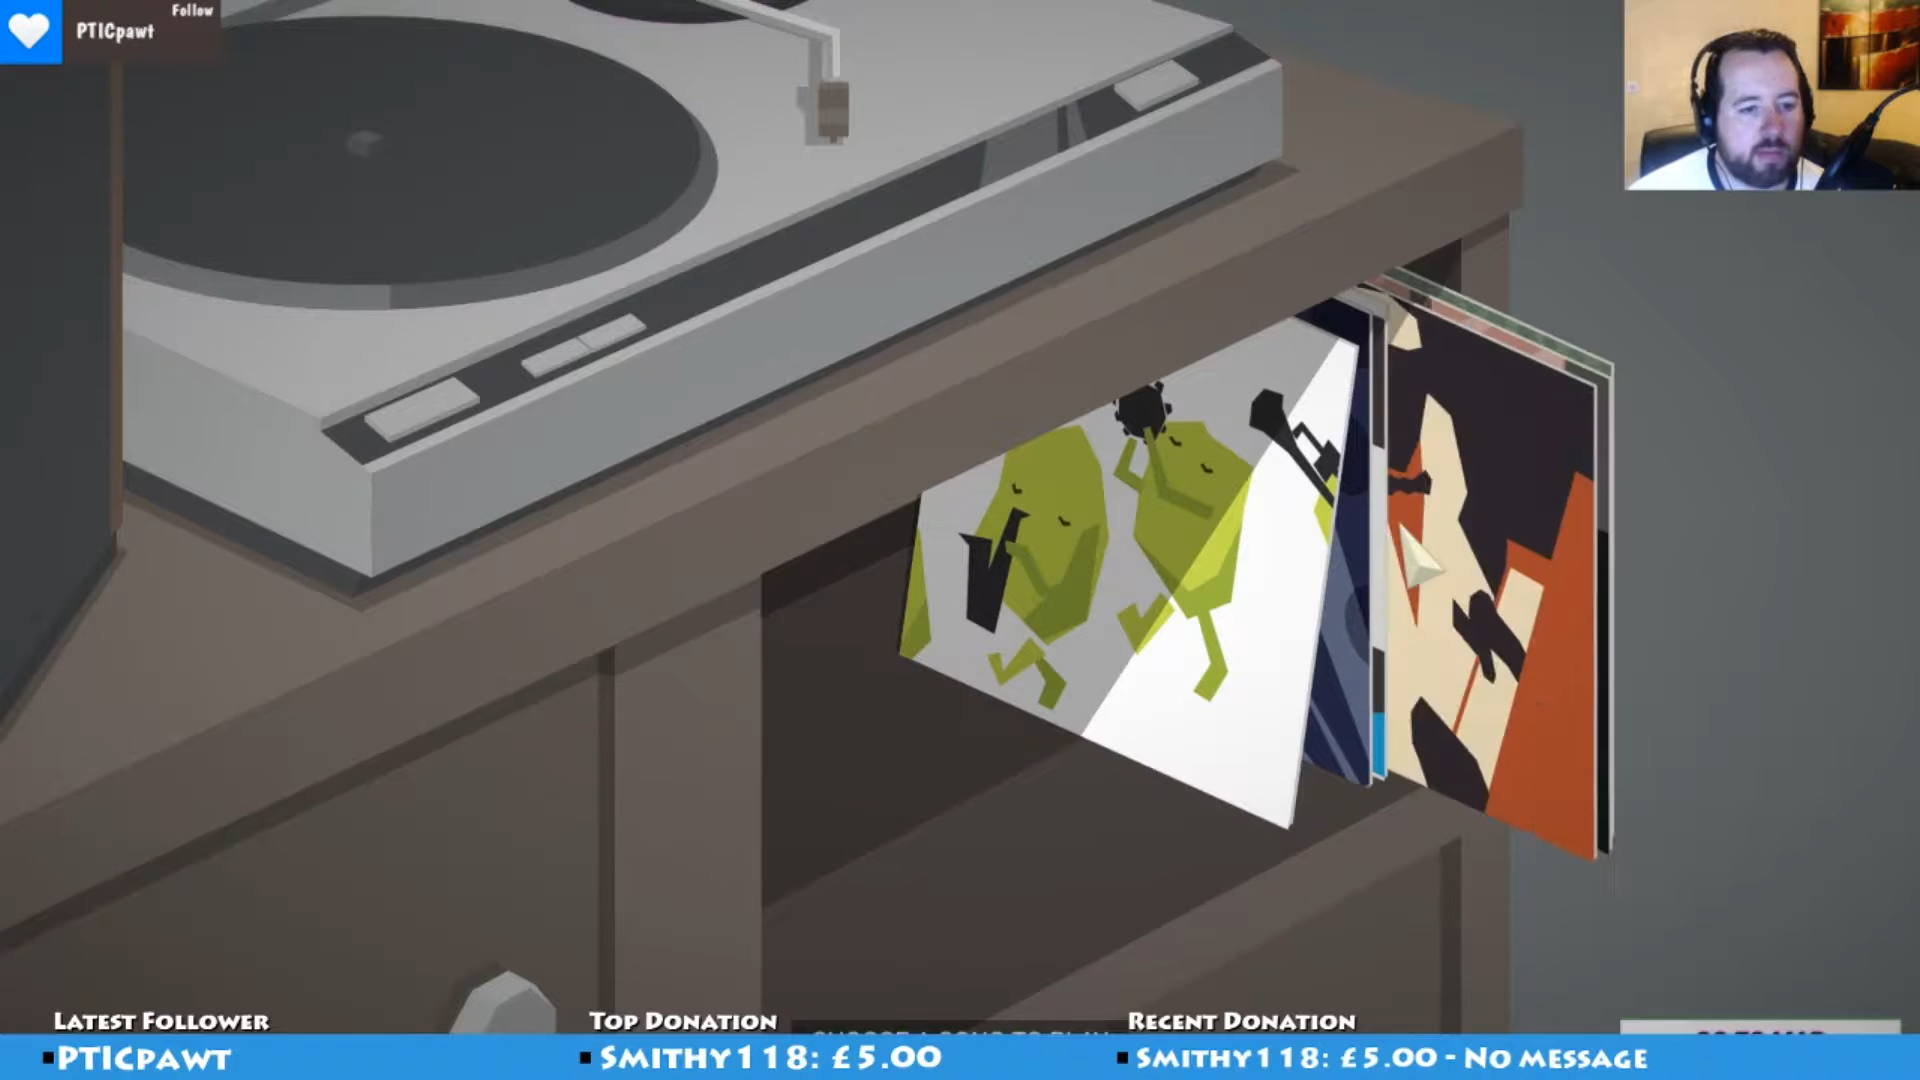 Follow
PTICpawt
Latest Follower
PTICpawt
Top Donation
Smithy118: £5.00
Recent Donation
Smithy118: £5.00 - No message